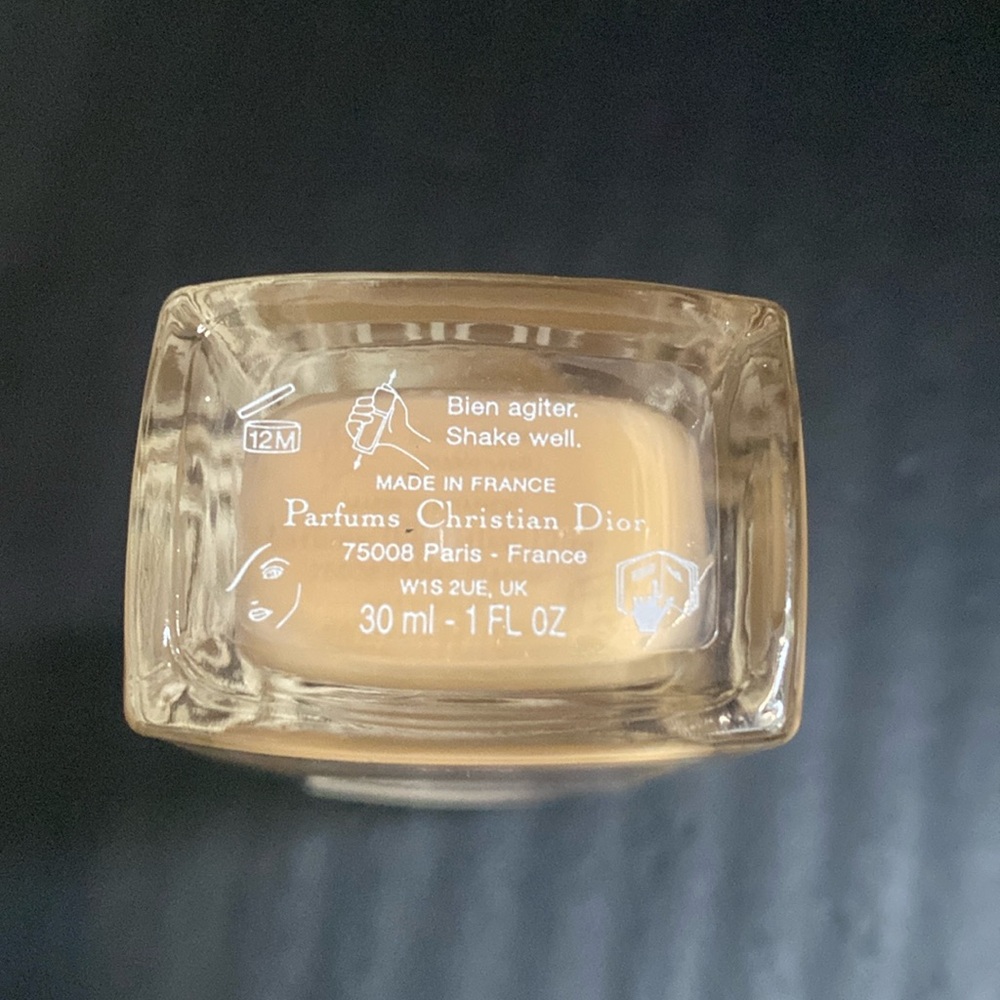 12M
Bien agiter.
Shake well.
MADE IN FRANCE
Parfums Christian Dior,
75008 Paris - France
W1S 2UE, UK
30 ml - 1 FL OZ